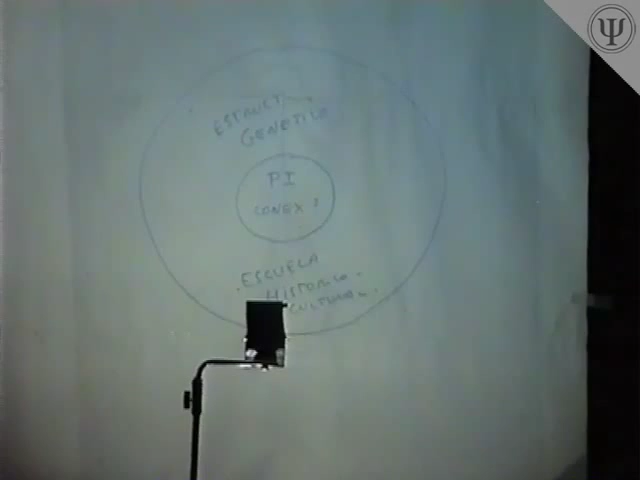 ESTRUCT
GENETICA
PI
CONEX
ESCUELA
HISTORICO
CULTURAL
Ψ